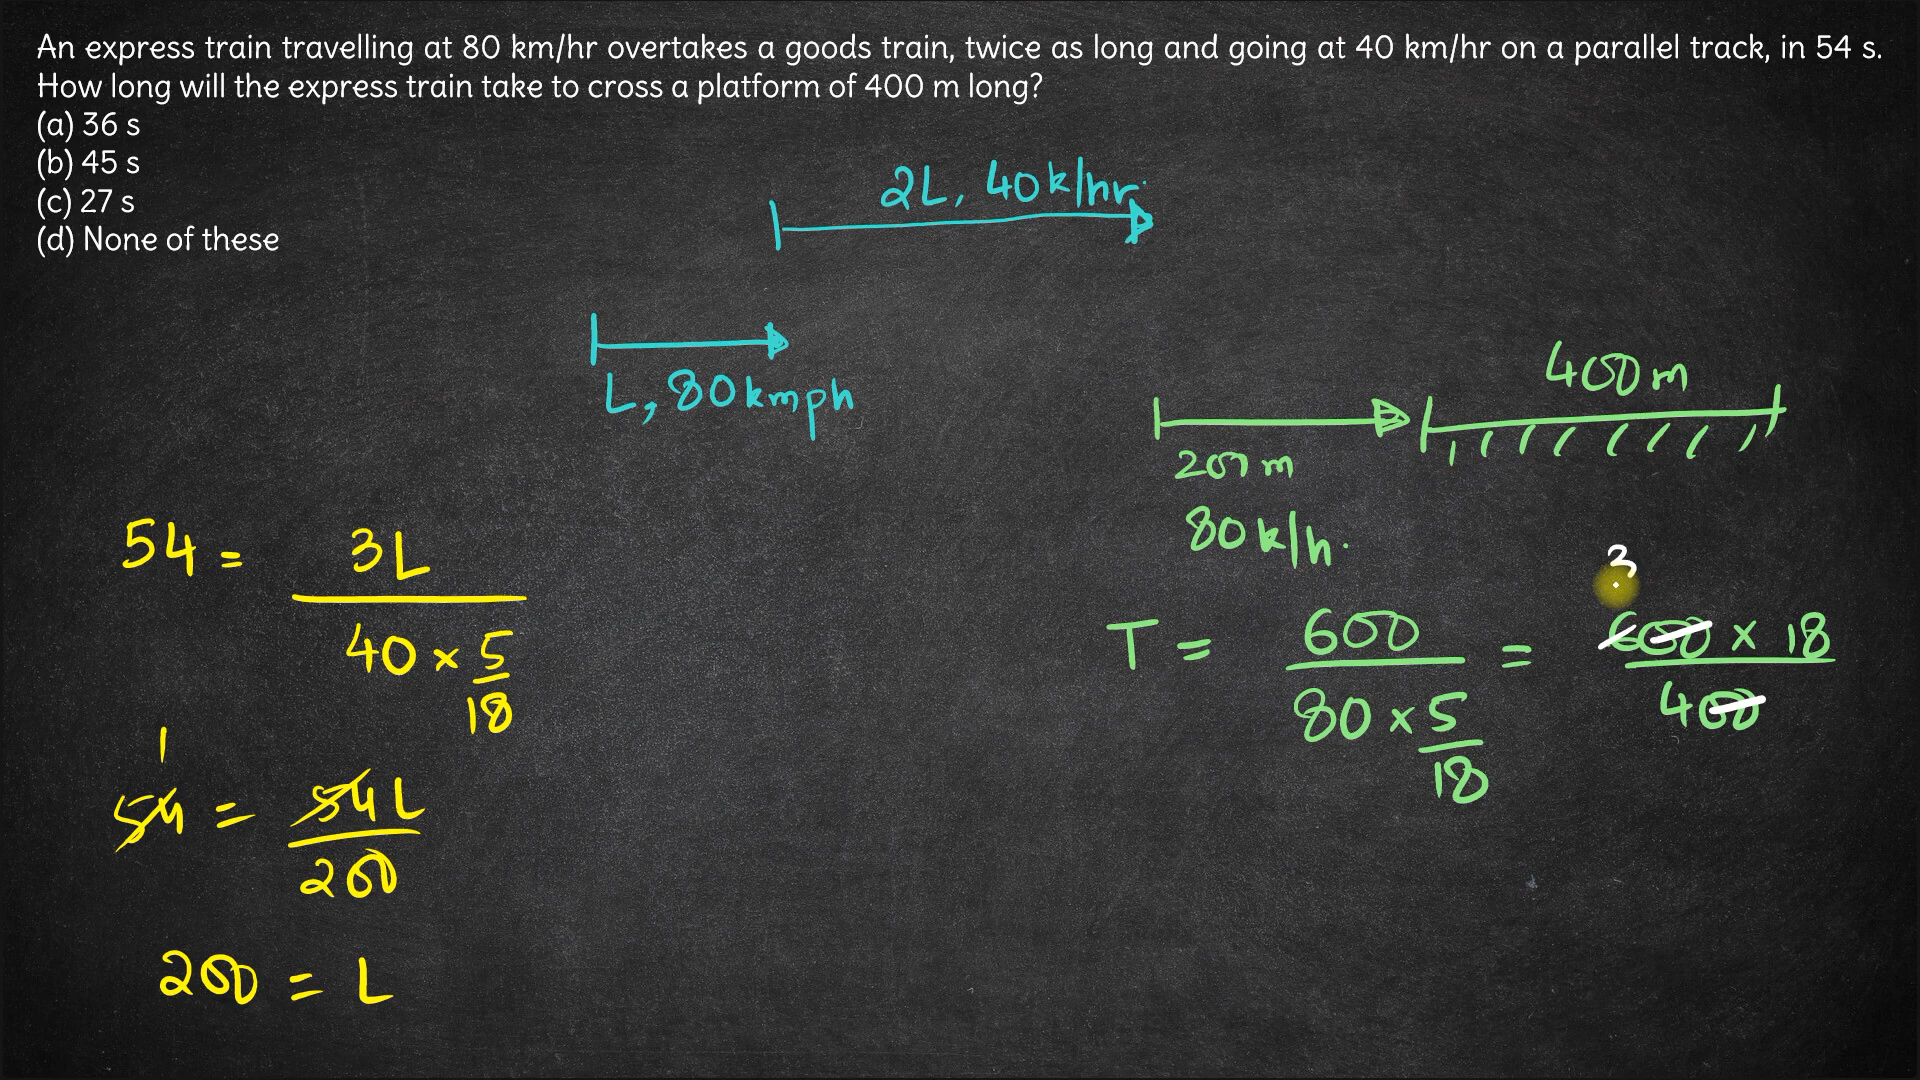 An express train travelling at 80 km/hr overtakes a goods train, twice as long and going at 40 km/hr on a parallel track, in 54 s.
How long will the express train take to cross a platform of 400 m long?
(a) 36 s
(b) 45 s
(c) 27 s
(d) None of these
2L, 40k/hr.
L, 80kmph
400m
200m
80k/h.
54 = 3L
40 × 5
18
3
T = 600 = 600 × 18
80 × 5 400
18
1
54 = 54L
200
200 = L